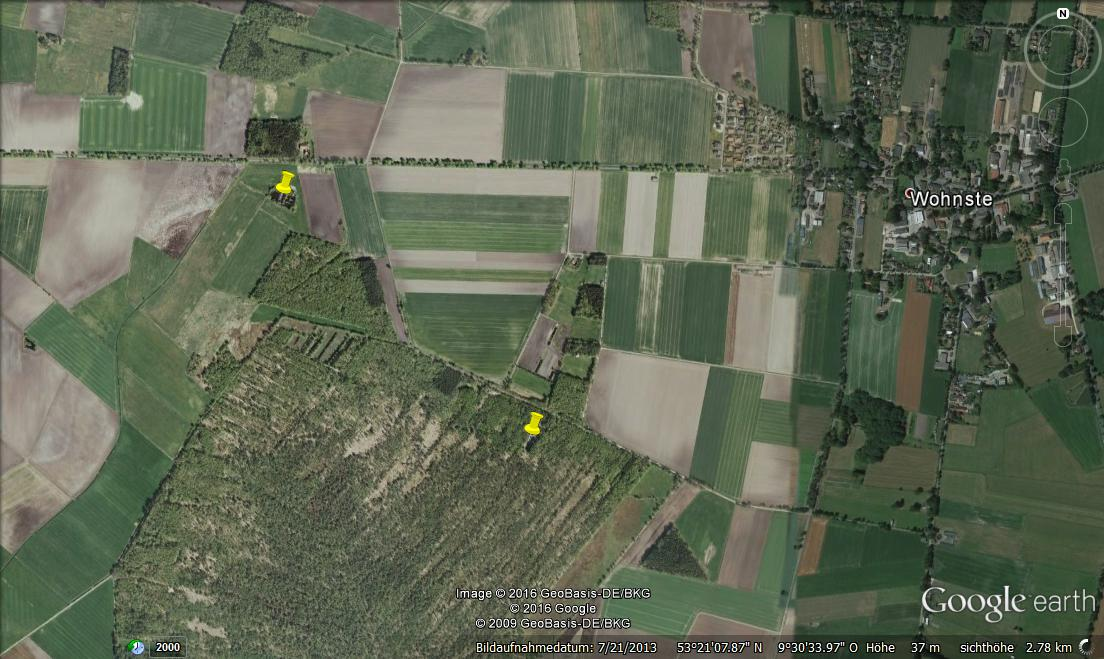 N
Wohnste
Image © 2016 GeoBasis-DE/BKG
© 2016 Google
© 2009 GeoBasis-DE/BKG
Google earth
2000
Bildaufnahmedatum: 7/21/2013 53°21'07.87" N 9°30'33.97" O Höhe 37 m sichthöhe 2.78 km